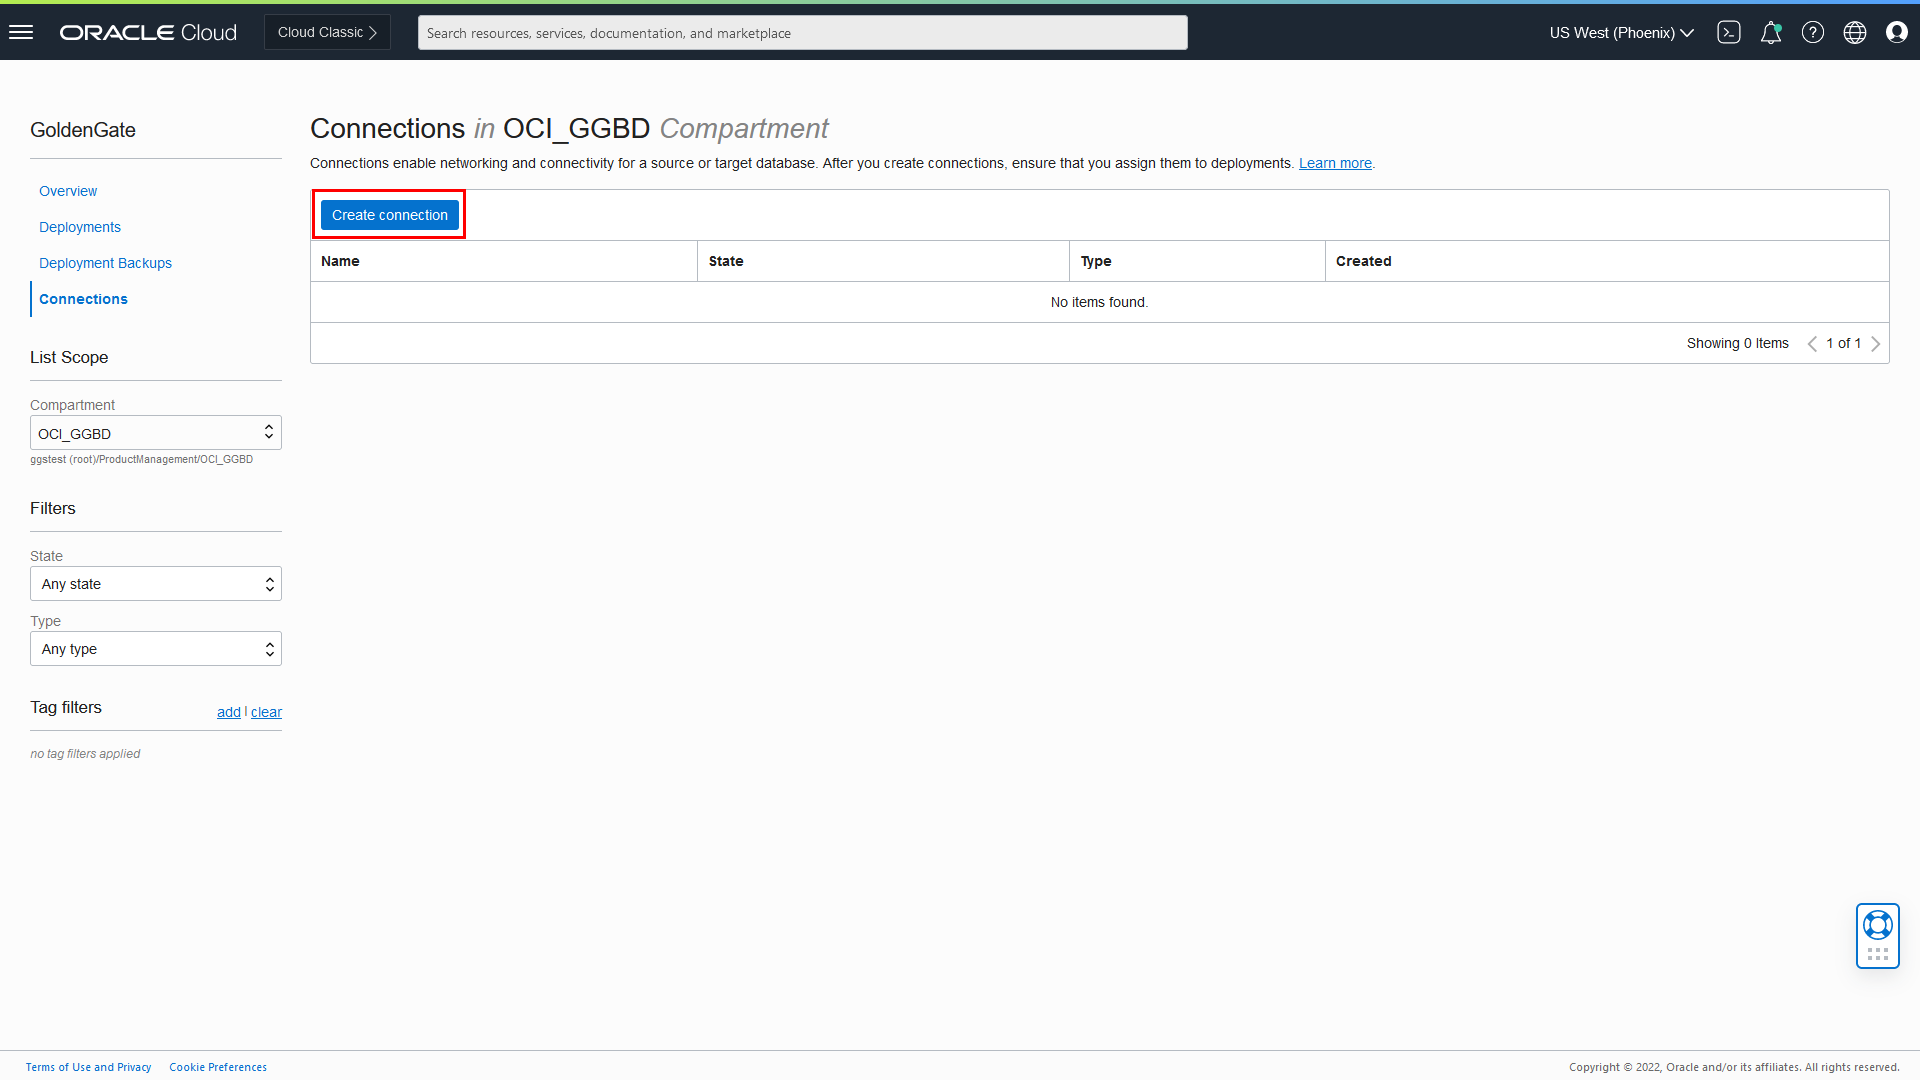 ORACLE Cloud
Cloud Classic
Search resources, services, documentation, and marketplace
US West (Phoenix)
GoldenGate
Overview
Deployments
Deployment Backups
Connections
List Scope
Compartment
OCI_GGBD
ggstest (root)/ProductManagement/OCI_GGBD
Filters
State
Any state
Type
Any type
Tag filters
add | clear
no tag filters applied
Connections in OCI_GGBD Compartment
Connections enable networking and connectivity for a source or target database. After you create connections, ensure that you assign them to deployments. Learn more.
Create connection
Name State Type Created
No items found.
Showing 0 Items 1 of 1
Terms of Use and Privacy Cookie Preferences
Copyright © 2022, Oracle and/or its affiliates. All rights reserved.